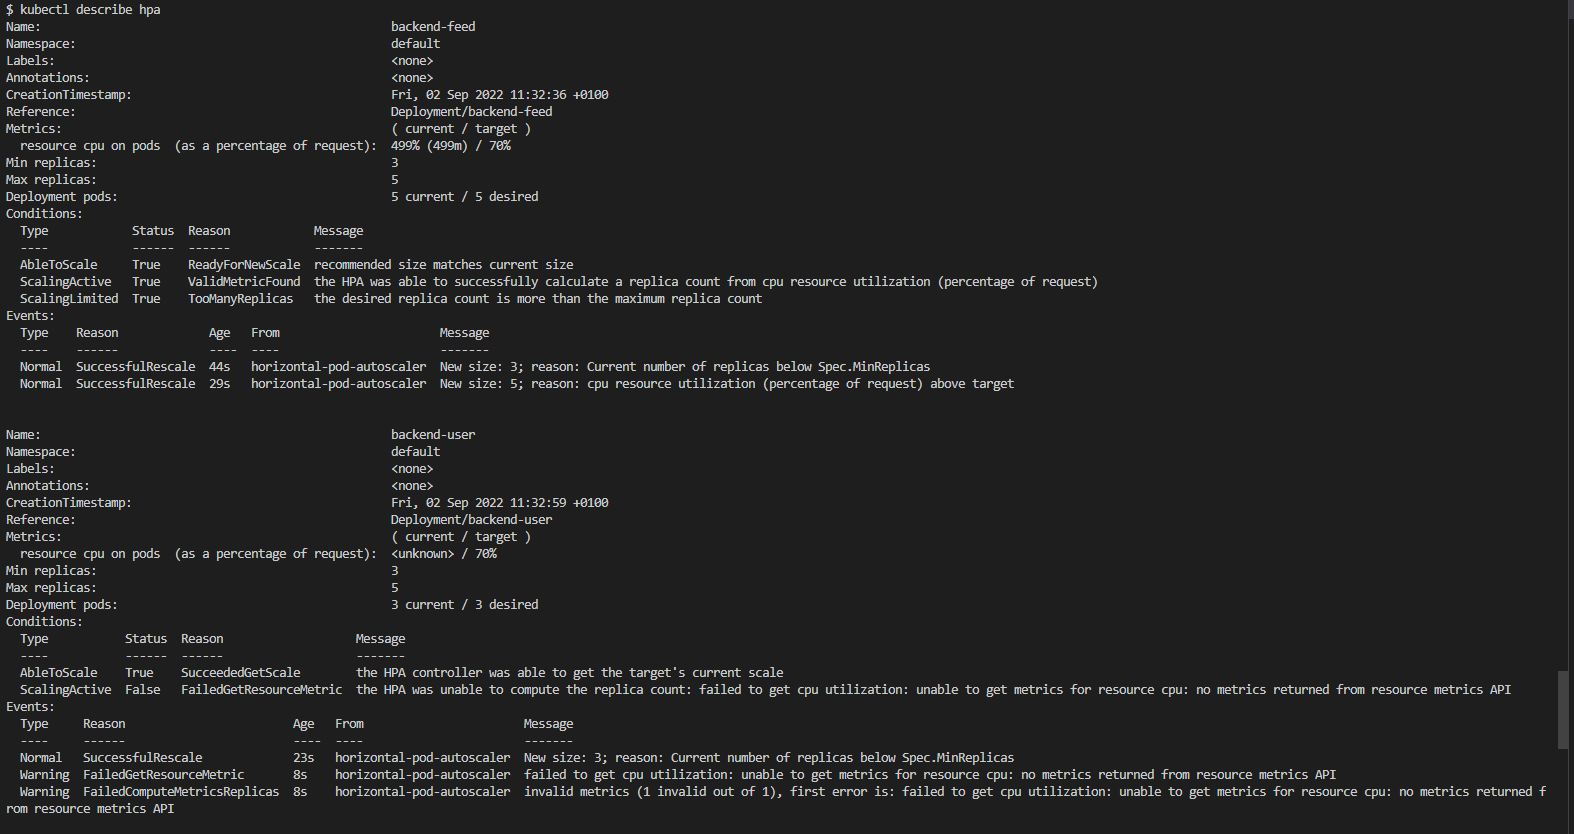 $ kubectl describe hpa
Name:                                                  backend-feed
Namespace:                                             default
Labels:                                                <none>
Annotations:                                           <none>
CreationTimestamp:                                     Fri, 02 Sep 2022 11:32:36 +0100
Reference:                                             Deployment/backend-feed
Metrics:                                               ( current / target )
  resource cpu on pods  (as a percentage of request):  499% (499m) / 70%
Min replicas:                                          3
Max replicas:                                          5
Deployment pods:                                       5 current / 5 desired
Conditions:
  Type            Status  Reason            Message
  ----            ------  ------            -------
  AbleToScale     True    ReadyForNewScale  recommended size matches current size
  ScalingActive   True    ValidMetricFound  the HPA was able to successfully calculate a replica count from cpu resource utilization (percentage of request)
  ScalingLimited  True    TooManyReplicas   the desired replica count is more than the maximum replica count
Events:
  Type    Reason             Age   From                       Message
  ----    ------             ----  ----                       -------
  Normal  SuccessfulRescale  44s   horizontal-pod-autoscaler  New size: 3; reason: Current number of replicas below Spec.MinReplicas
  Normal  SuccessfulRescale  29s   horizontal-pod-autoscaler  New size: 5; reason: cpu resource utilization (percentage of request) above target
Name:                                                  backend-user
Namespace:                                             default
Labels:                                                <none>
Annotations:                                           <none>
CreationTimestamp:                                     Fri, 02 Sep 2022 11:32:59 +0100
Reference:                                             Deployment/backend-user
Metrics:                                               ( current / target )
  resource cpu on pods  (as a percentage of request):  <unknown> / 70%
Min replicas:                                          3
Max replicas:                                          5
Deployment pods:                                       3 current / 3 desired
Conditions:
  Type           Status  Reason                   Message
  ----           ------  ------                   -------
  AbleToScale    True    SucceededGetScale        the HPA controller was able to get the target's current scale
  ScalingActive  False   FailedGetResourceMetric  the HPA was unable to compute the replica count: failed to get cpu utilization: unable to get metrics for resource cpu: no metrics returned from resource metrics API
Events:
  Type     Reason                        Age   From                       Message
  ----     ------                        ----  ----                       -------
  Normal   SuccessfulRescale             23s   horizontal-pod-autoscaler  New size: 3; reason: Current number of replicas below Spec.MinReplicas
  Warning  FailedGetResourceMetric       8s    horizontal-pod-autoscaler  failed to get cpu utilization: unable to get metrics for resource cpu: no metrics returned from resource metrics API
  Warning  FailedComputeMetricsReplicas  8s    horizontal-pod-autoscaler  invalid metrics (1 invalid out of 1), first error is: failed to get cpu utilization: unable to get metrics for resource cpu: no metrics returned f
rom resource metrics API